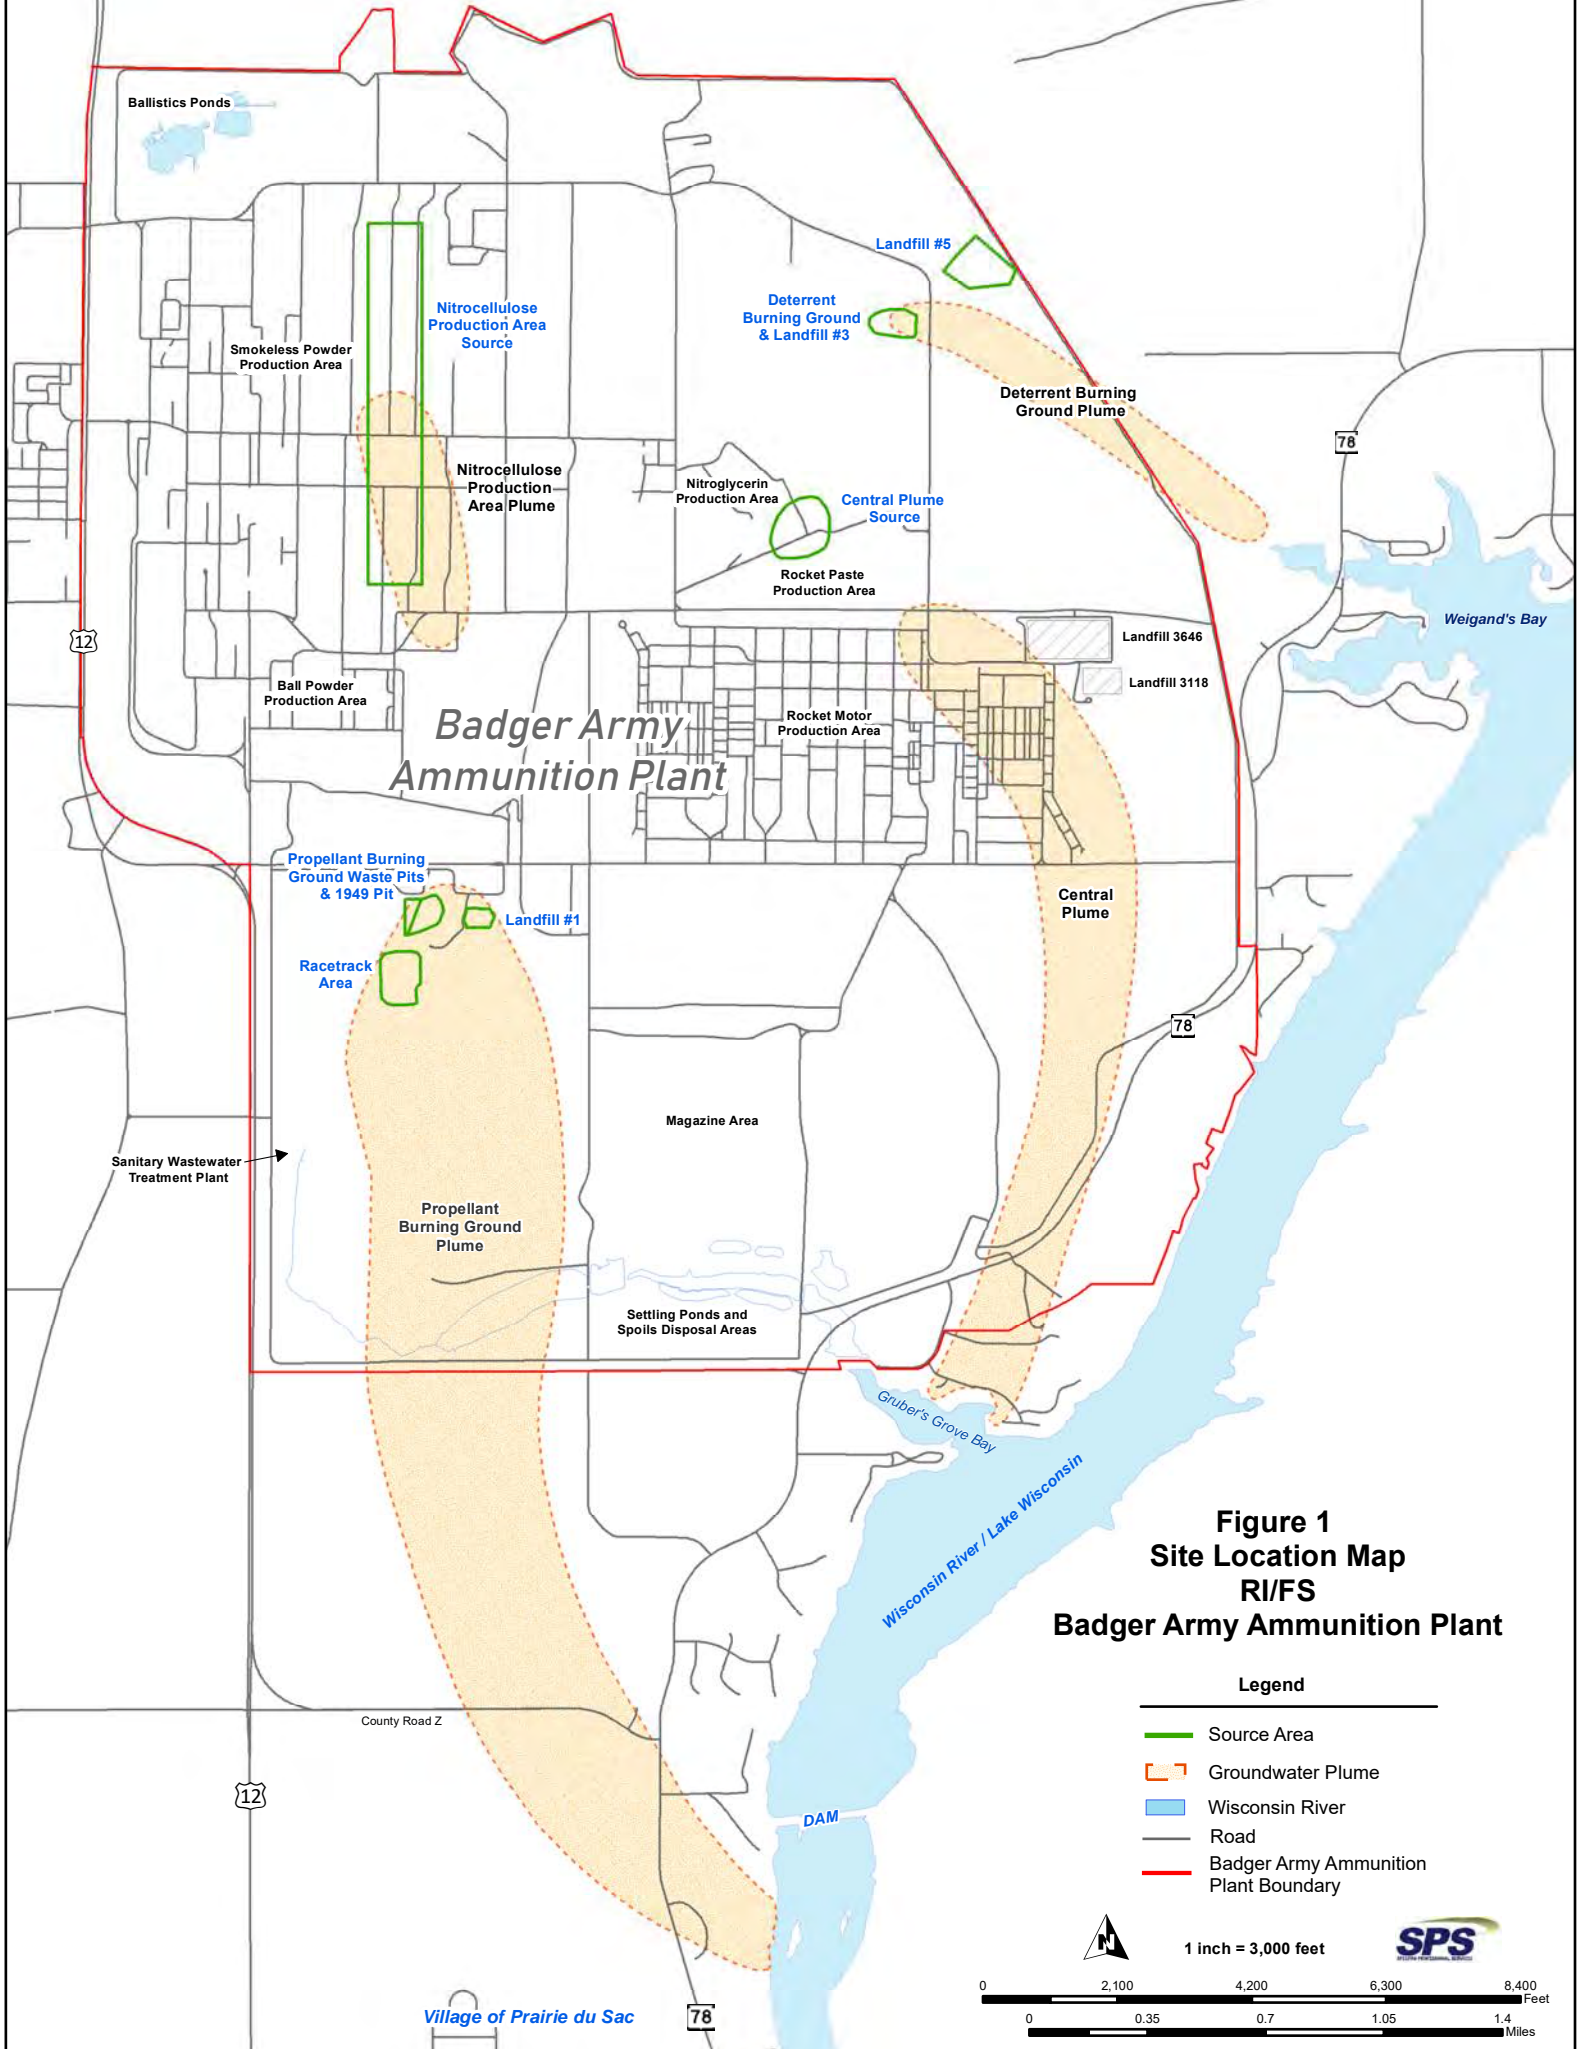 Ballistics Ponds
Landfill #5
Nitrocellulose
Production Area
Source
Deterrent
Burning Ground
& Landfill #3
Smokeless Powder
Production Area
Deterrent Burning
Ground Plume
78
Nitrocellulose
Production
Area Plume
Nitroglycerin
Production Area
Central Plume
Source
Rocket Paste
Production Area
12
Weigand's Bay
Landfill 3646
Landfill 3118
Ball Powder
Production Area
Badger Army
Ammunition Plant
Rocket Motor
Production Area
Propellant Burning
Ground Waste Pits
& 1949 Pit
Landfill #1
Central
Plume
Racetrack
Area
78
Magazine Area
Sanitary Wastewater
Treatment Plant
Propellant
Burning Ground
Plume
Settling Ponds and
Spoils Disposal Areas
Gruber's Grove Bay
Wisconsin River / Lake Wisconsin
Figure 1
Site Location Map
RI/FS
Badger Army Ammunition Plant
Legend
Source Area
Groundwater Plume
Wisconsin River
Road
Badger Army Ammunition
Plant Boundary
County Road Z
12
DAM
N
1 inch = 3,000 feet
SPS
0 2,100 4,200 6,300 8,400
Feet
0 0.35 0.7 1.05 1.4
Miles
Village of Prairie du Sac
78